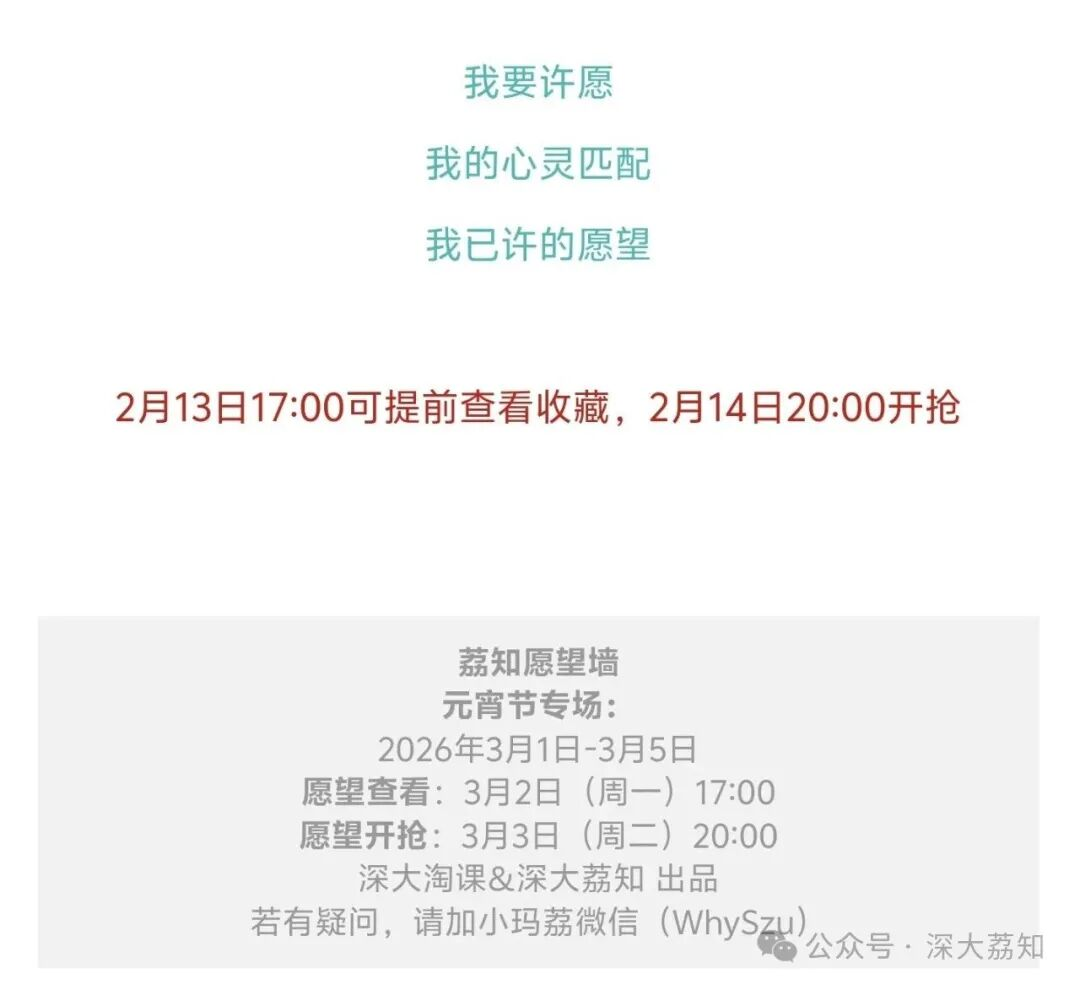 我要许愿
我的心灵匹配
我已许的愿望
2月13日17:00可提前查看收藏，2月14日20:00开抢
荔知愿望墙
元宵节专场：
2026年3月1日-3月5日
愿望查看：3月2日（周一）17:00
愿望开抢：3月3日（周二）20:00
深大淘课&深大荔知 出品
若有疑问，请加小玛荔微信（WhySzu）
公众号 · 深大荔知